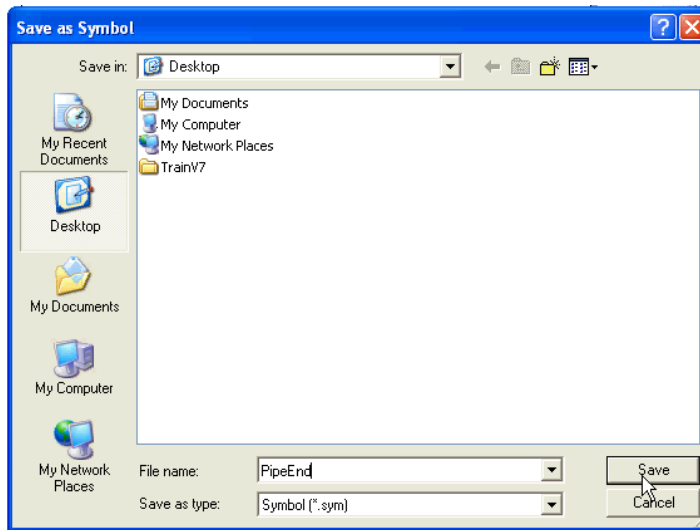 Save as Symbol
Save in: Desktop
My Recent
Documents
Desktop
My Documents
My Computer
My Network
Places
My Documents
My Computer
My Network Places
TrainV7
File name: PipeEnd Save
Save as type: Symbol (*.sym) Cancel